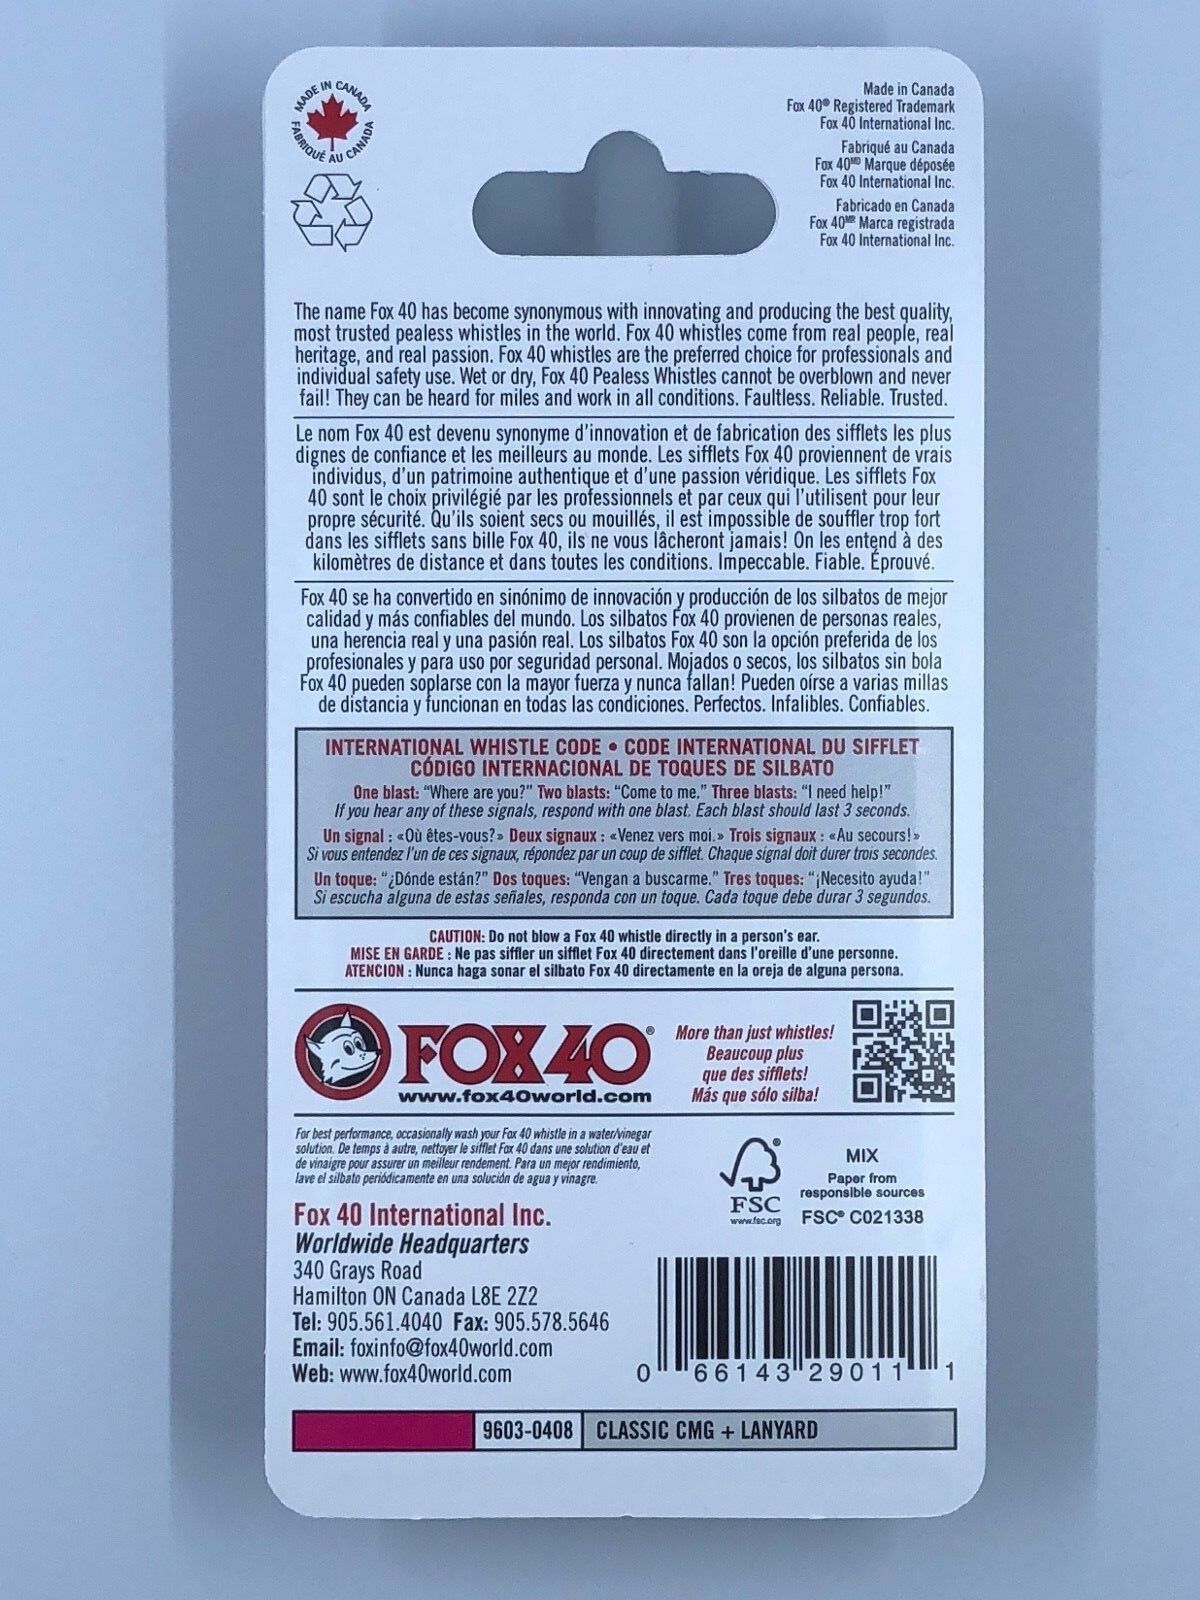 MADE IN CANADA
FABRIQUÉ AU CANADA
Made in Canada
Fox 40® Registered Trademark
Fox 40 International Inc.
Fabriqué au Canada
Fox 40ᴹᴰ Marque déposée
Fox 40 International Inc.
Fabricado en Canada
Fox 40ᴹᴿ Marca registrada
Fox 40 International Inc.
The name Fox 40 has become synonymous with innovating and producing the best quality,
most trusted pealess whistles in the world. Fox 40 whistles come from real people, real
heritage, and real passion. Fox 40 whistles are the preferred choice for professionals and
individual safety use. Wet or dry, Fox 40 Pealess Whistles cannot be overblown and never
fail! They can be heard for miles and work in all conditions. Faultless. Reliable. Trusted.
Le nom Fox 40 est devenu synonyme d'innovation et de fabrication des sifflets les plus
dignes de confiance et les meilleurs au monde. Les sifflets Fox 40 proviennent de vrais
individus, d'un patrimoine authentique et d'une passion véridique. Les sifflets Fox
40 sont le choix privilégié par les professionnels et par ceux qui l'utilisent pour leur
propre sécurité. Qu'ils soient secs ou mouillés, il est impossible de souffler trop fort
dans les sifflets sans bille Fox 40, ils ne vous lâcheront jamais! On les entend à des
kilomètres de distance et dans toutes les conditions. Impeccable. Fiable. Éprouvé.
Fox 40 se ha convertido en sinónimo de innovación y producción de los silbatos de mejor
calidad y más confiables del mundo. Los silbatos Fox 40 provienen de personas reales,
una herencia real y una pasión real. Los silbatos Fox 40 son la opción preferida de los
profesionales y para uso por seguridad personal. Mojados o secos, los silbatos sin bola
Fox 40 pueden soplarse con la mayor fuerza y nunca fallan! Pueden oírse a varias millas
de distancia y funcionan en todas las condiciones. Perfectos. Infalibles. Confiables.
INTERNATIONAL WHISTLE CODE • CODE INTERNATIONAL DU SIFFLET
CÓDIGO INTERNACIONAL DE TOQUES DE SILBATO
One blast: "Where are you?" Two blasts: "Come to me." Three blasts: "I need help!"
If you hear any of these signals, respond with one blast. Each blast should last 3 seconds.
Un signal : «Où êtes-vous?» Deux signaux : «Venez vers moi.» Trois signaux : «Au secours!»
Si vous entendez l'un de ces signaux, répondez par un coup de sifflet. Chaque signal doit durer trois secondes.
Un toque: "¿Dónde están?" Dos toques: "Vengan a buscarme." Tres toques: "¡Necesito ayuda!"
Si escucha alguna de estas señales, responda con un toque. Cada toque debe durar 3 segundos.
CAUTION: Do not blow a Fox 40 whistle directly in a person's ear.
MISE EN GARDE : Ne pas siffler un sifflet Fox 40 directement dans l'oreille d'une personne.
ATENCION : Nunca haga sonar el silbato Fox 40 directamente en la oreja de alguna persona.
FOX 40®
www.fox40world.com
More than just whistles!
Beaucoup plus
que des sifflets!
Más que sólo silba!
For best performance, occasionally wash your Fox 40 whistle in a water/vinegar
solution. De temps à autre, nettoyer le sifflet Fox 40 dans une solution d'eau et
de vinaigre pour assurer un meilleur rendement. Para un mejor rendimiento,
lave el silbato periódicamente en una solución de agua y vinagre.
FSC
www.fsc.org
MIX
Paper from
responsible sources
FSC® C021338
Fox 40 International Inc.
Worldwide Headquarters
340 Grays Road
Hamilton ON Canada L8E 2Z2
Tel: 905.561.4040 Fax: 905.578.5646
Email: foxinfo@fox40world.com
Web: www.fox40world.com
0 66143 29011 1
9603-0408 CLASSIC CMG + LANYARD